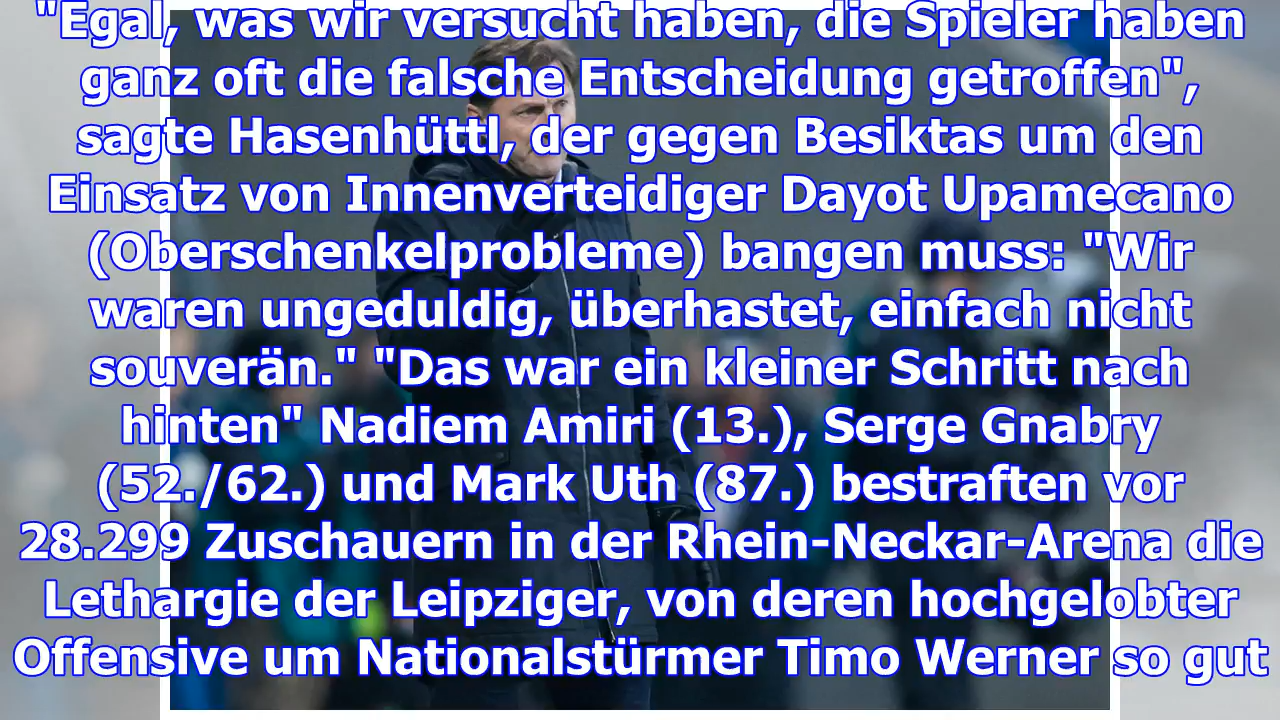 "Egal, was wir versucht haben, die Spieler haben
ganz oft die falsche Entscheidung getroffen",
sagte Hasenhüttl, der gegen Besiktas um den
Einsatz von Innenverteidiger Dayot Upamecano
(Oberschenkelprobleme) bangen muss: "Wir
waren ungeduldig, überhastet, einfach nicht
souverän." "Das war ein kleiner Schritt nach
hinten" Nadiem Amiri (13.), Serge Gnabry
(52./62.) und Mark Uth (87.) bestraften vor
28.299 Zuschauern in der Rhein-Neckar-Arena die
Lethargie der Leipziger, von deren hochgelobter
Offensive um Nationalstürmer Timo Werner so gut